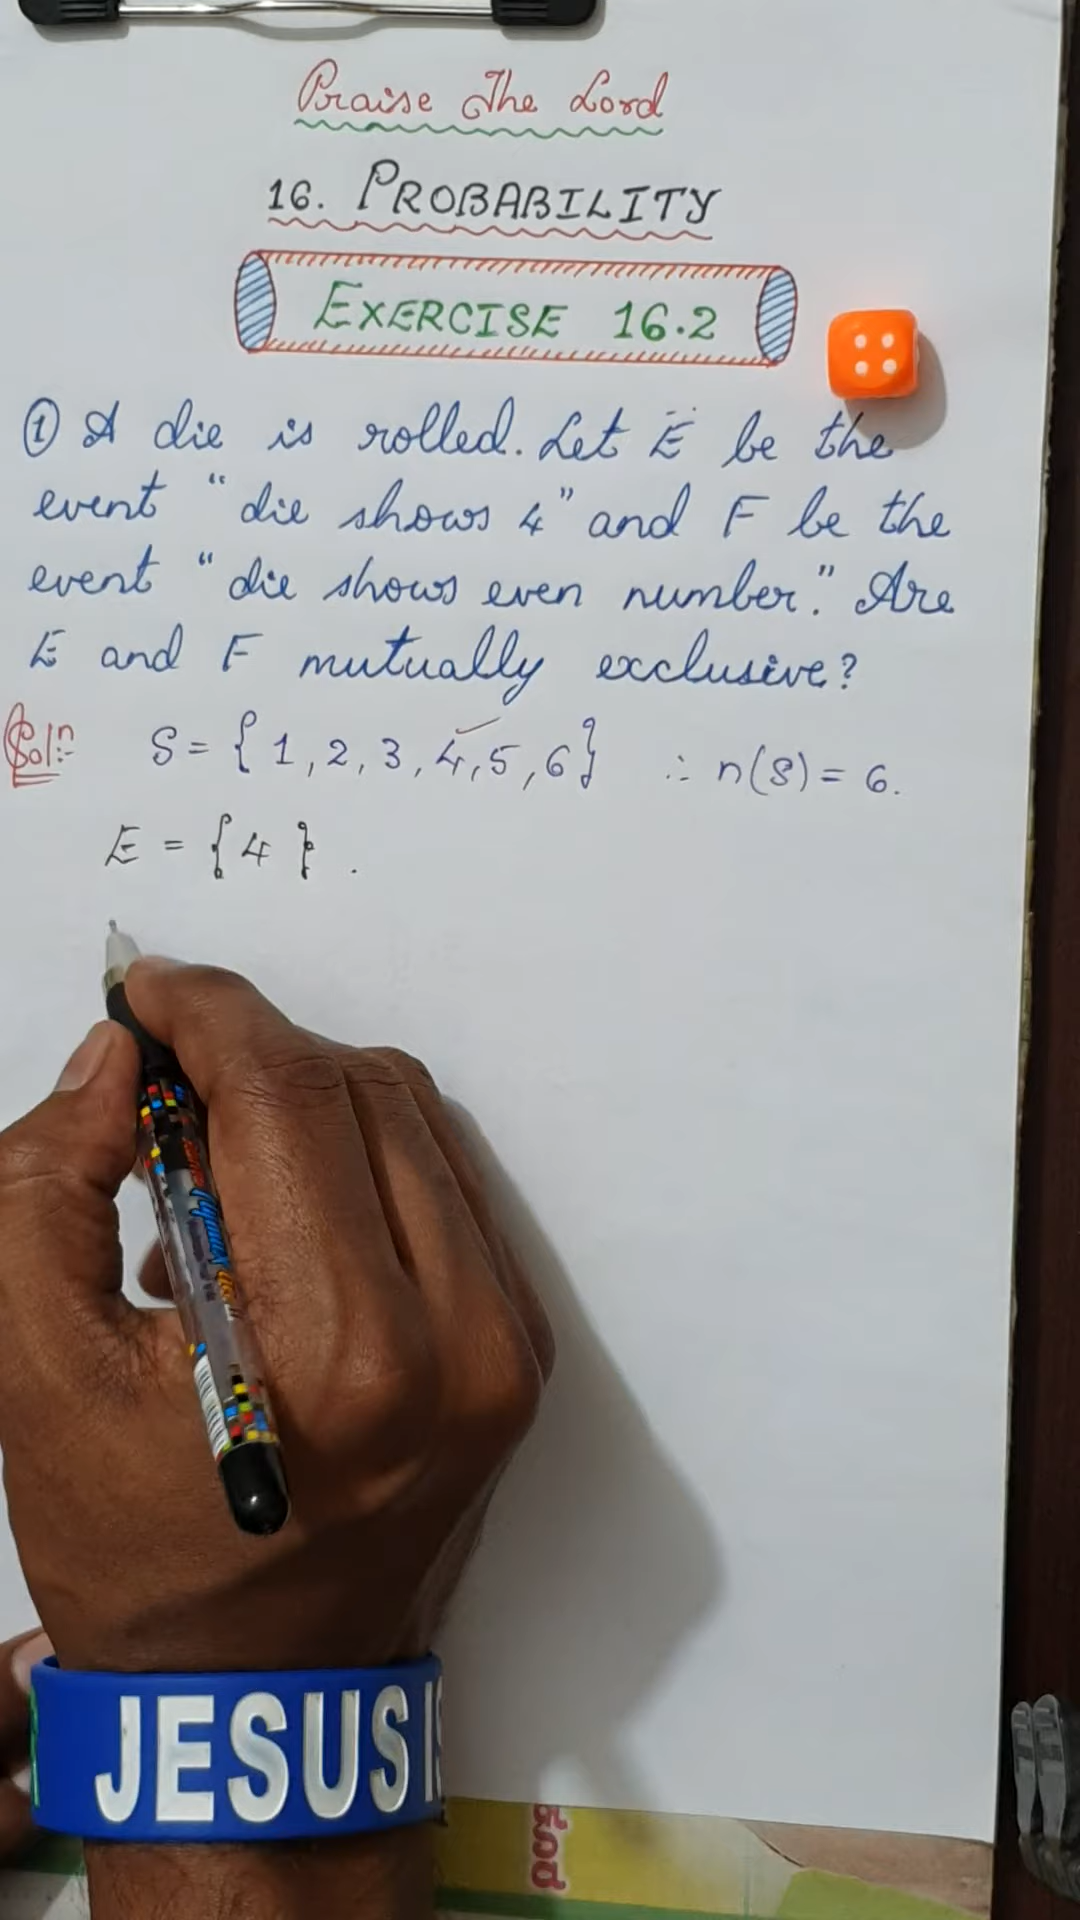 Praise The Lord
16. PROBABILITY
EXERCISE 16.2
① A die is rolled. Let E be the
event “die shows 4” and F be the
event “die shows even number.” Are
E and F mutually exclusive?
Solⁿ:- S = { 1, 2, 3, 4, 5, 6 } ∴ n(S) = 6.
E = { 4 } .
JESUS IS